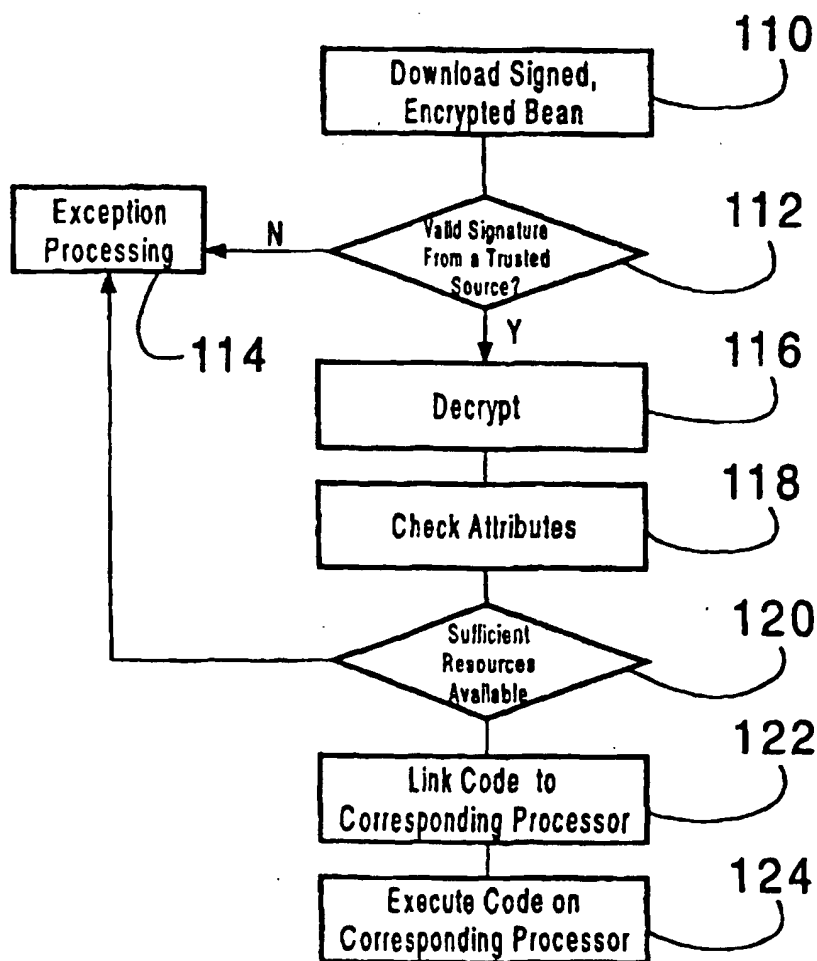 110
Download Signed,
Encrypted Bean
Exception
Processing
N
Valid Signature
From a Trusted
Source?
112
114
Y
116
Decrypt
118
Check Attributes
120
Sufficient
Resources
Available
122
Link Code to
Corresponding Processor
124
Execute Code on
Corresponding Processor